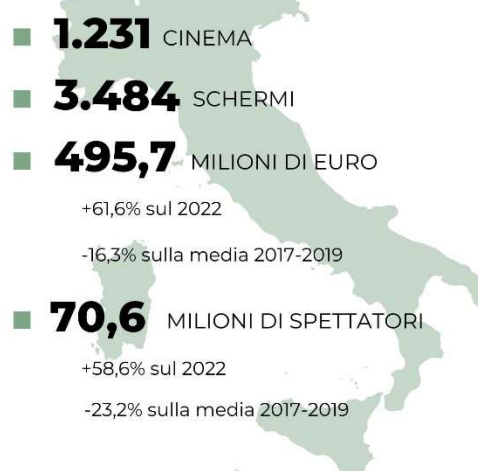 1.231 CINEMA
3.484 SCHERMI
495,7 MILIONI DI EURO
+61,6% sul 2022
-16,3% sulla media 2017-2019
70,6 MILIONI DI SPETTATORI
+58,6% sul 2022
-23,2% sulla media 2017-2019